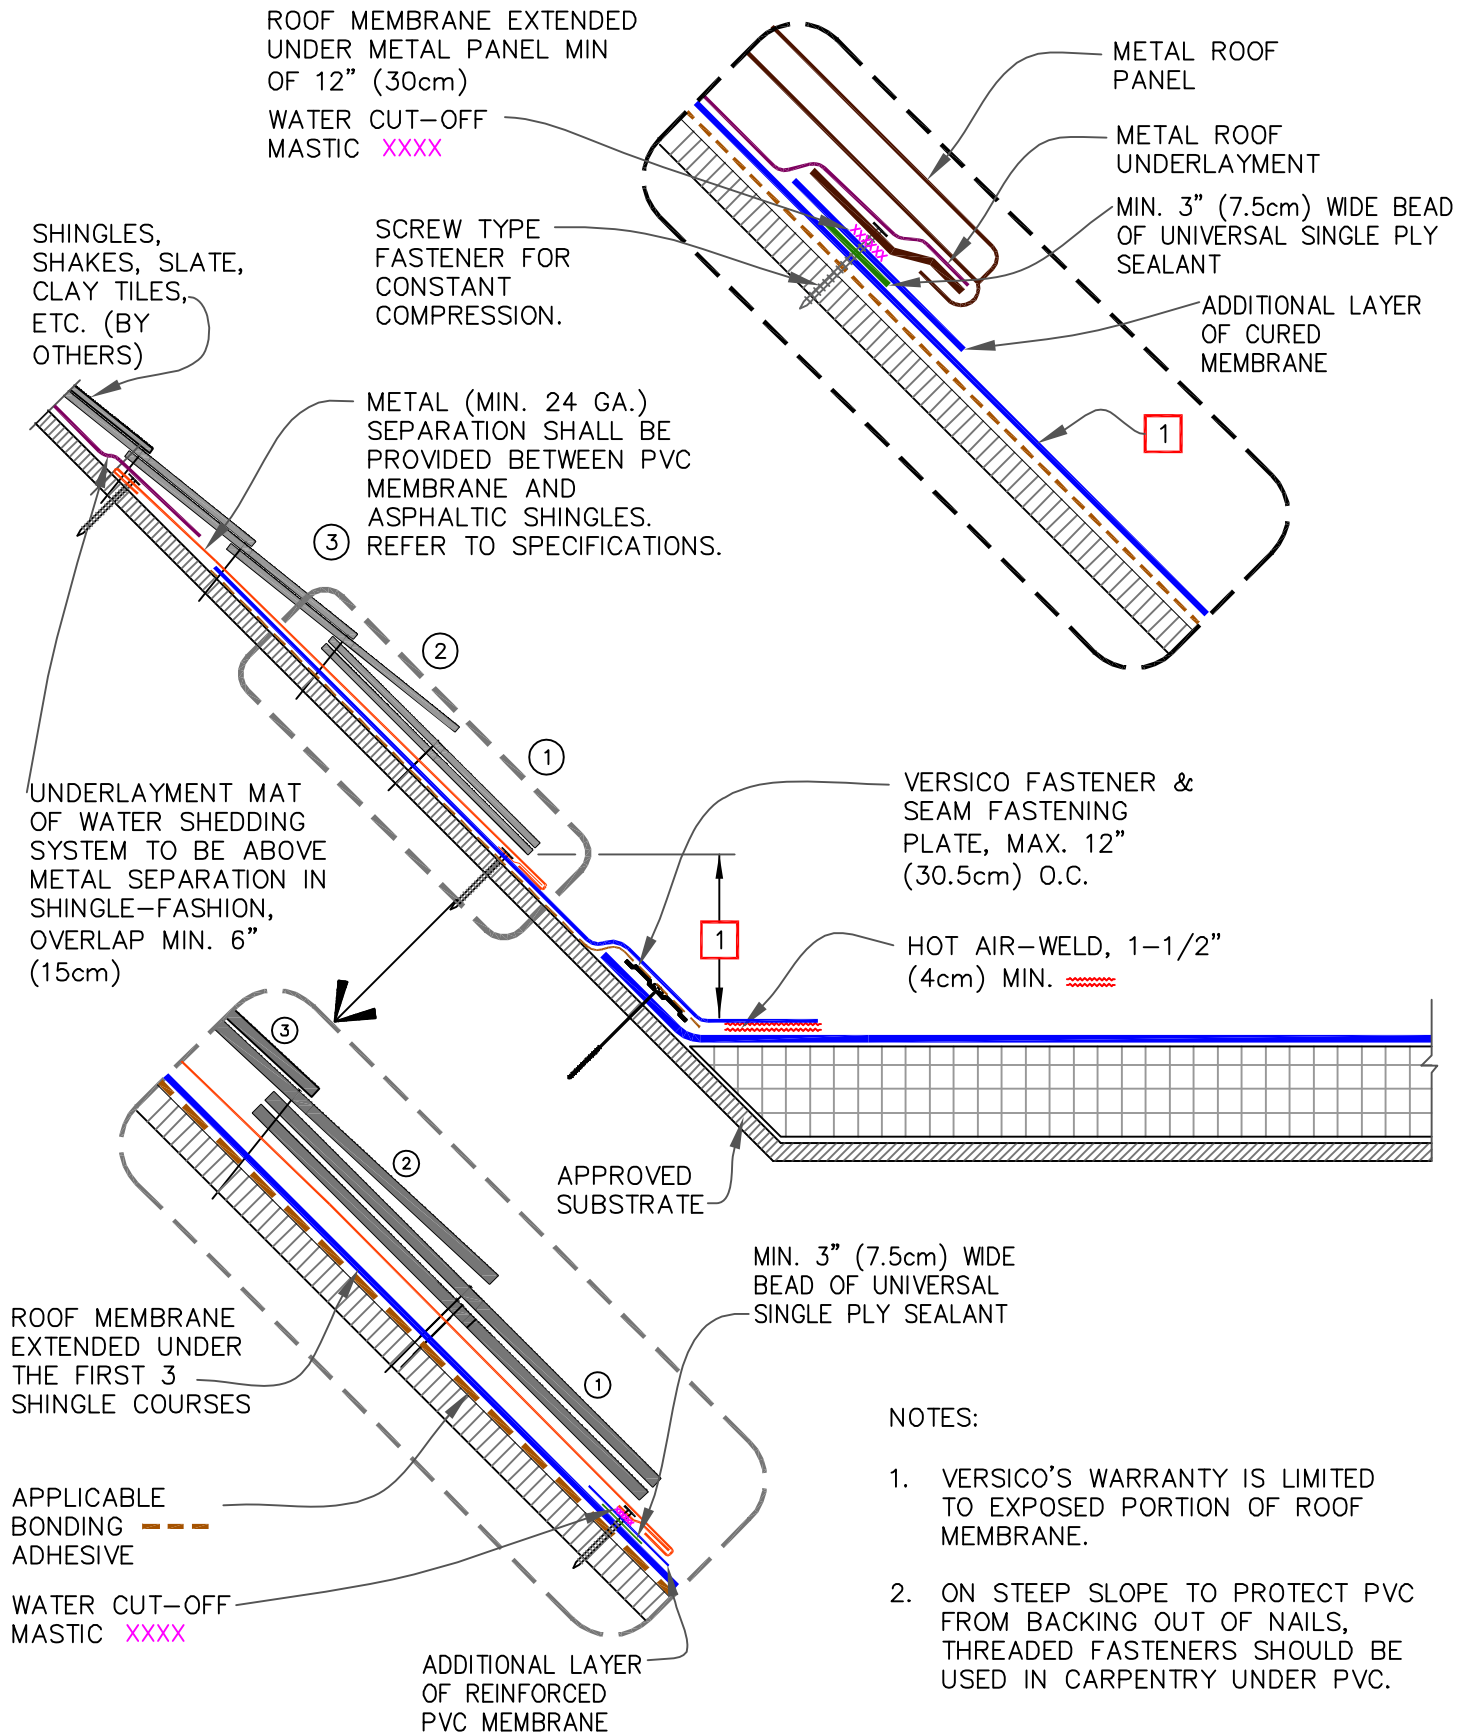 ROOF MEMBRANE EXTENDED
UNDER METAL PANEL MIN
OF 12” (30cm)
WATER CUT-OFF
MASTIC XXXX
METAL ROOF
PANEL
METAL ROOF
UNDERLAYMENT
MIN. 3” (7.5cm) WIDE BEAD
OF UNIVERSAL SINGLE PLY
SEALANT
SCREW TYPE
FASTENER FOR
CONSTANT
COMPRESSION.
SHINGLES,
SHAKES, SLATE,
CLAY TILES,
ETC. (BY
OTHERS)
XXXX
ADDITIONAL LAYER
OF CURED
MEMBRANE
1
METAL (MIN. 24 GA.)
SEPARATION SHALL BE
PROVIDED BETWEEN PVC
MEMBRANE AND
ASPHALTIC SHINGLES.
REFER TO SPECIFICATIONS.
3
2
1
UNDERLAYMENT MAT
OF WATER SHEDDING
SYSTEM TO BE ABOVE
METAL SEPARATION IN
SHINGLE-FASHION,
OVERLAP MIN. 6”
(15cm)
VERSICO FASTENER &
SEAM FASTENING
PLATE, MAX. 12”
(30.5cm) O.C.
1
HOT AIR-WELD, 1-1/2”
(4cm) MIN.
APPROVED
SUBSTRATE
3
2
1
MIN. 3” (7.5cm) WIDE
BEAD OF UNIVERSAL
SINGLE PLY SEALANT
ROOF MEMBRANE
EXTENDED UNDER
THE FIRST 3
SHINGLE COURSES
APPLICABLE
BONDING
ADHESIVE
WATER CUT-OFF
MASTIC XXXX
ADDITIONAL LAYER
OF REINFORCED
PVC MEMBRANE
NOTES:
1. VERSICO’S WARRANTY IS LIMITED
TO EXPOSED PORTION OF ROOF
MEMBRANE.
2. ON STEEP SLOPE TO PROTECT PVC
FROM BACKING OUT OF NAILS,
THREADED FASTENERS SHOULD BE
USED IN CARPENTRY UNDER PVC.